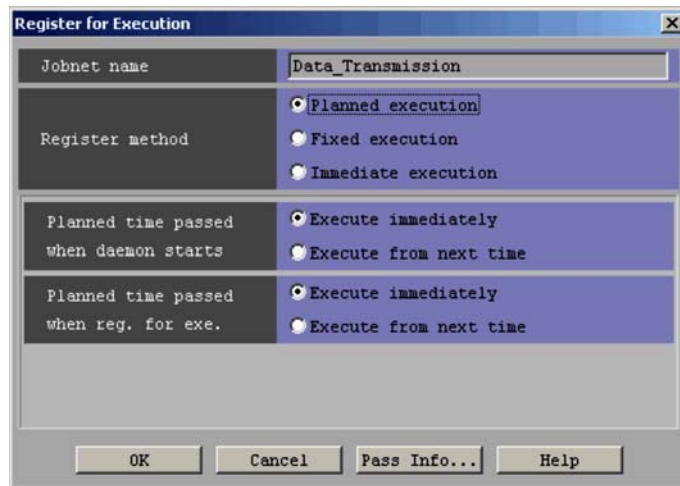 Register for Execution
Jobnet name
Data_Transmission
Register method
Planned execution
Fixed execution
Immediate execution
Planned time passed
when daemon starts
Execute immediately
Execute from next time
Planned time passed
when reg. for exe.
Execute immediately
Execute from next time
OK
Cancel
Pass Info...
Help